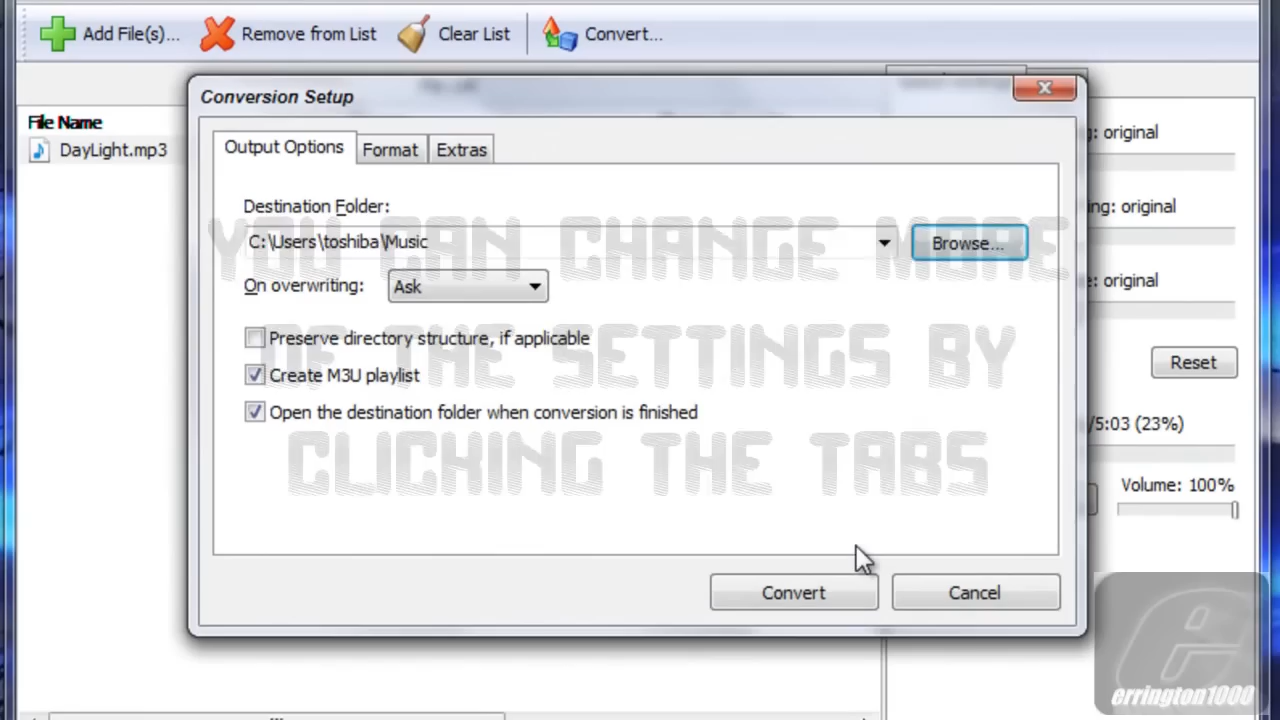 Add File(s)... Remove from List Clear List Convert...
Conversion Setup
File Name
DayLight.mp3
Output Options Format Extras
Destination Folder:
C:\Users\toshiba\Music Browse...
On overwriting: Ask
Preserve directory structure, if applicable
Create M3U playlist
Open the destination folder when conversion is finished
YOU CAN CHANGE MORE
OF THE SETTINGS BY
CLICKING THE TABS
Convert Cancel
: original
ng: original
e: original
Reset
/5:03 (23%)
Volume: 100%
e
errington1000